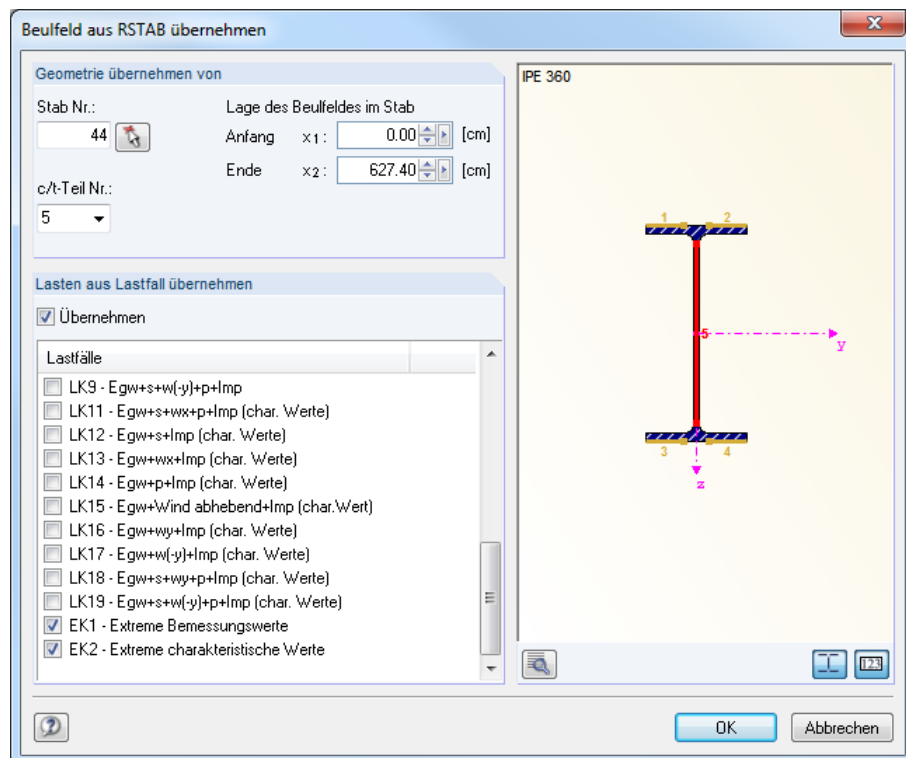 Beulfeld aus RSTAB übernehmen
Geometrie übernehmen von
Stab Nr.:
44
Lage des Beulfeldes im Stab
Anfang x1: 0.00 [cm]
Ende x2: 627.40 [cm]
c/t-Teil Nr.:
5
Lasten aus Lastfall übernehmen
Übernehmen
Lastfälle
LK9 - Egw+s+w(-y)+p+Imp
LK11 - Egw+s+wx+p+Imp (char. Werte)
LK12 - Egw+s+Imp (char. Werte)
LK13 - Egw+wx+Imp (char. Werte)
LK14 - Egw+p+Imp (char. Werte)
LK15 - Egw+Wind abhebend+Imp (char.Wert)
LK16 - Egw+wy+Imp (char. Werte)
LK17 - Egw+w(-y)+Imp (char. Werte)
LK18 - Egw+s+wy+p+Imp (char. Werte)
LK19 - Egw+s+w(-y)+p+Imp (char. Werte)
EK1 - Extreme Bemessungswerte
EK2 - Extreme charakteristische Werte
IPE 360
1 2
5
y
3 4
z
123
OK
Abbrechen